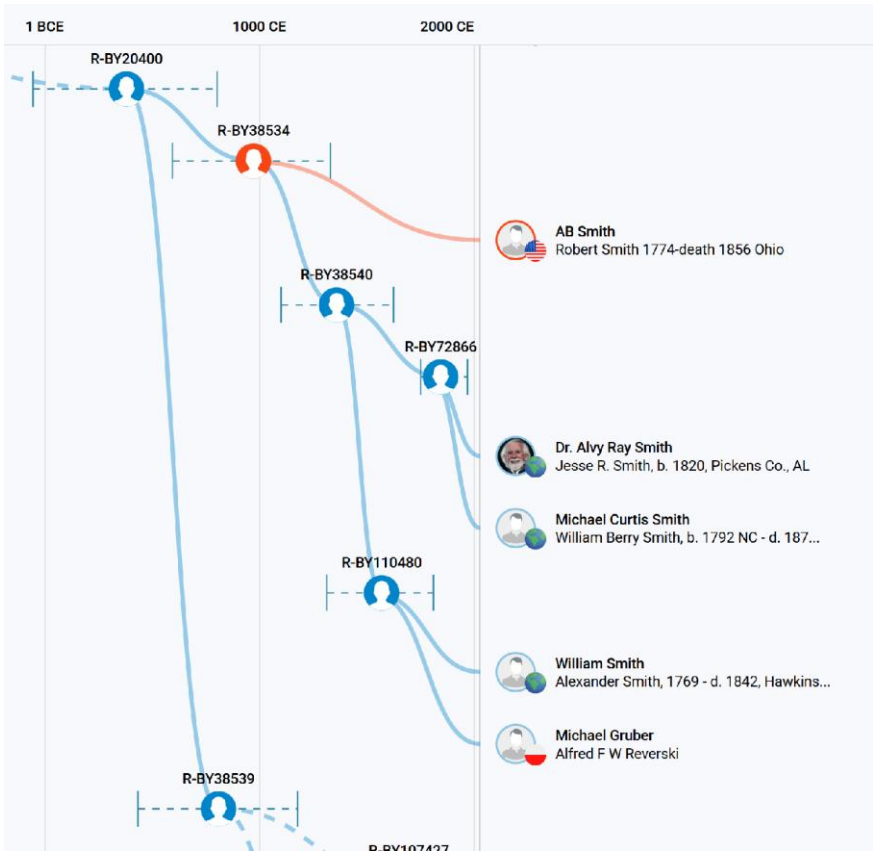 1 BCE
1000 CE
2000 CE
R-BY20400
R-BY38534
AB Smith
Robert Smith 1774-death 1856 Ohio
R-BY38540
R-BY72866
Dr. Alvy Ray Smith
Jesse R. Smith, b. 1820, Pickens Co., AL
Michael Curtis Smith
William Berry Smith, b. 1792 NC - d. 187...
R-BY110480
William Smith
Alexander Smith, 1769 - d. 1842, Hawkins...
Michael Gruber
Alfred F W Reverski
R-BY38539
R-BY107427